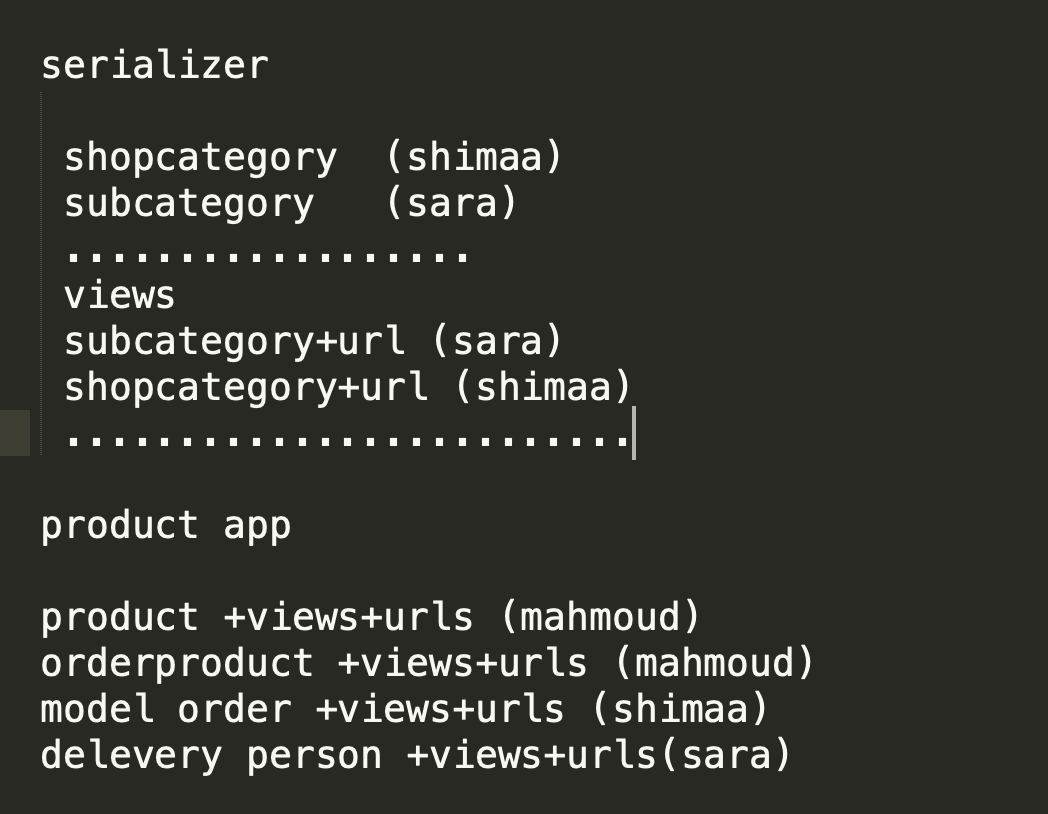 serializer
shopcategory  (shimaa)
subcategory   (sara)
..................
views
subcategory+url (sara)
shopcategory+url (shimaa)
.........................
product app
product +views+urls (mahmoud)
orderproduct +views+urls (mahmoud)
model order +views+urls (shimaa)
delevery person +views+urls(sara)